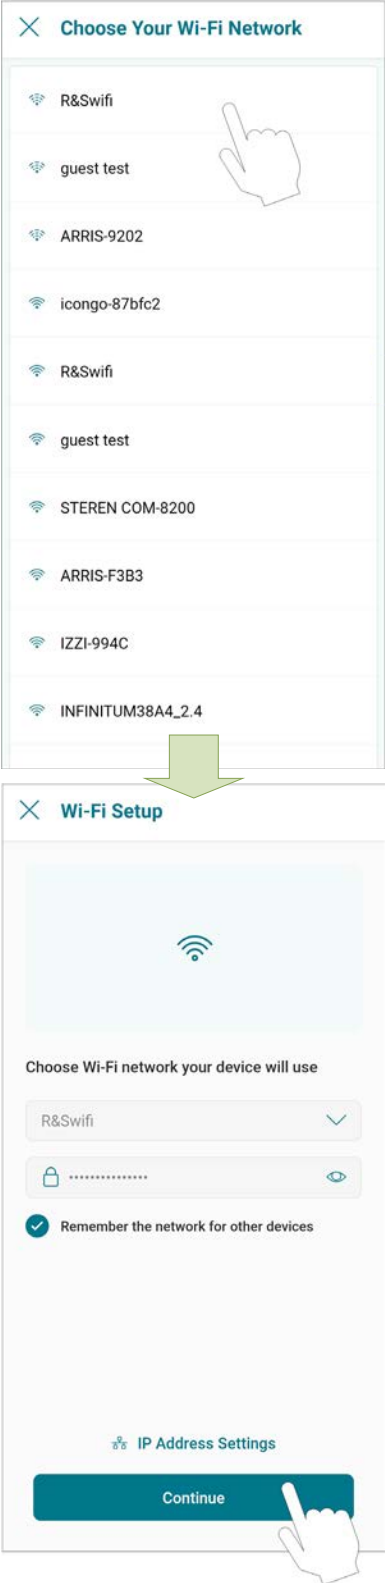 Choose Your Wi-Fi Network
R&Swifi
guest test
ARRIS-9202
icongo-87bfc2
R&Swifi
guest test
STEREN COM-8200
ARRIS-F3B3
IZZI-994C
INFINITUM38A4_2.4
Wi-Fi Setup
Choose Wi-Fi network your device will use
R&Swifi
•••••••••••••••
Remember the network for other devices
IP Address Settings
Continue